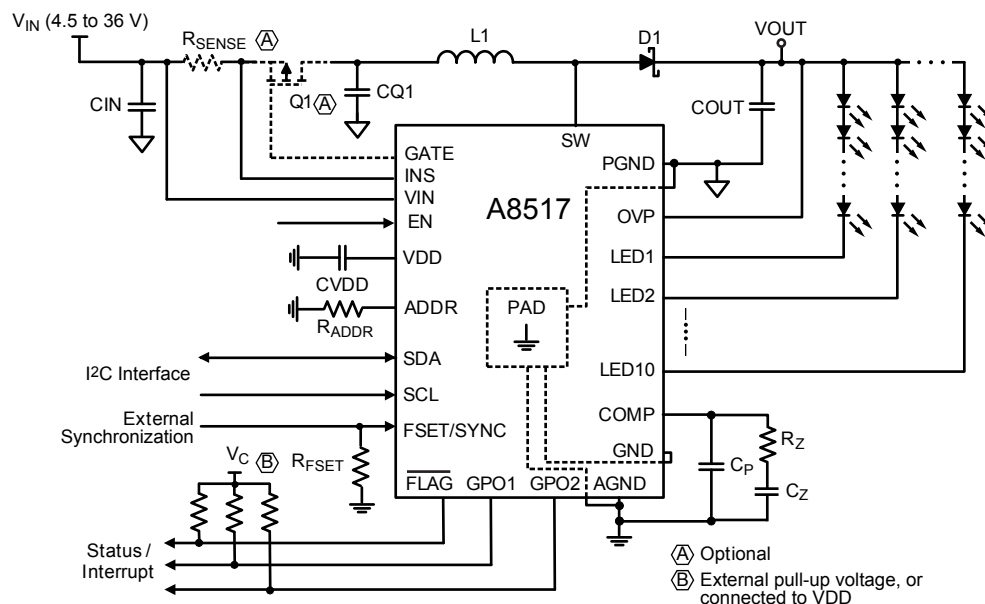 V_IN (4.5 to 36 V)
R_SENSE A
L1
D1
VOUT
CIN
Q1 A
CQ1
COUT
SW
GATE
INS
VIN
EN
VDD
CVDD
ADDR
R_ADDR
SDA
SCL
FSET/SYNC
A8517
PAD
PGND
OVP
LED1
LED2
LED10
COMP
GND
FLAG GPO1 GPO2 AGND
I²C Interface
External
Synchronization
V_C B
R_FSET
C_P
R_Z
C_Z
Status /
Interrupt
A Optional
B External pull-up voltage, or
connected to VDD